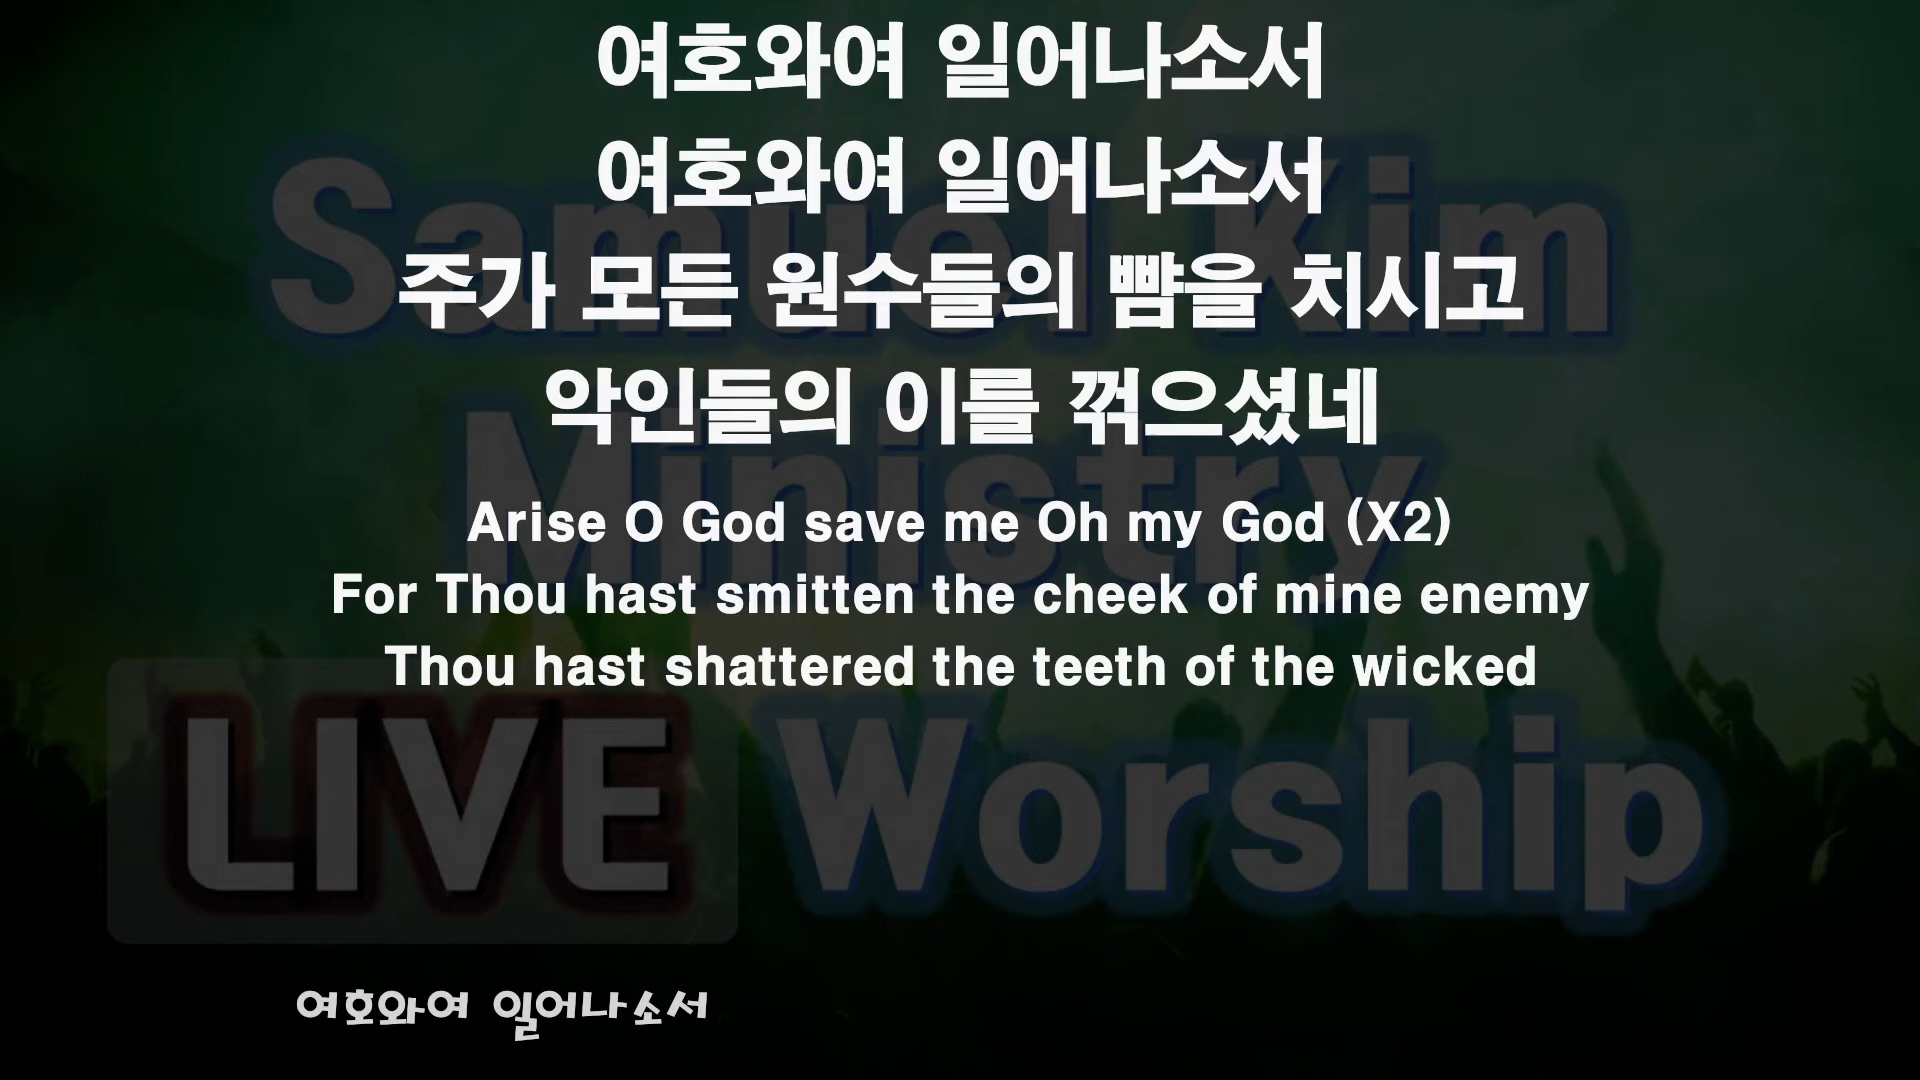 여호와여 일어나소서
여호와여 일어나소서
주가 모든 원수들의 뺨을 치시고
악인들의 이를 꺾으셨네
Arise O God save me Oh my God (X2)
For Thou hast smitten the cheek of mine enemy
Thou hast shattered the teeth of the wicked
Samuel Kim
Ministry
LIVE Worship
여호와여 일어나소서